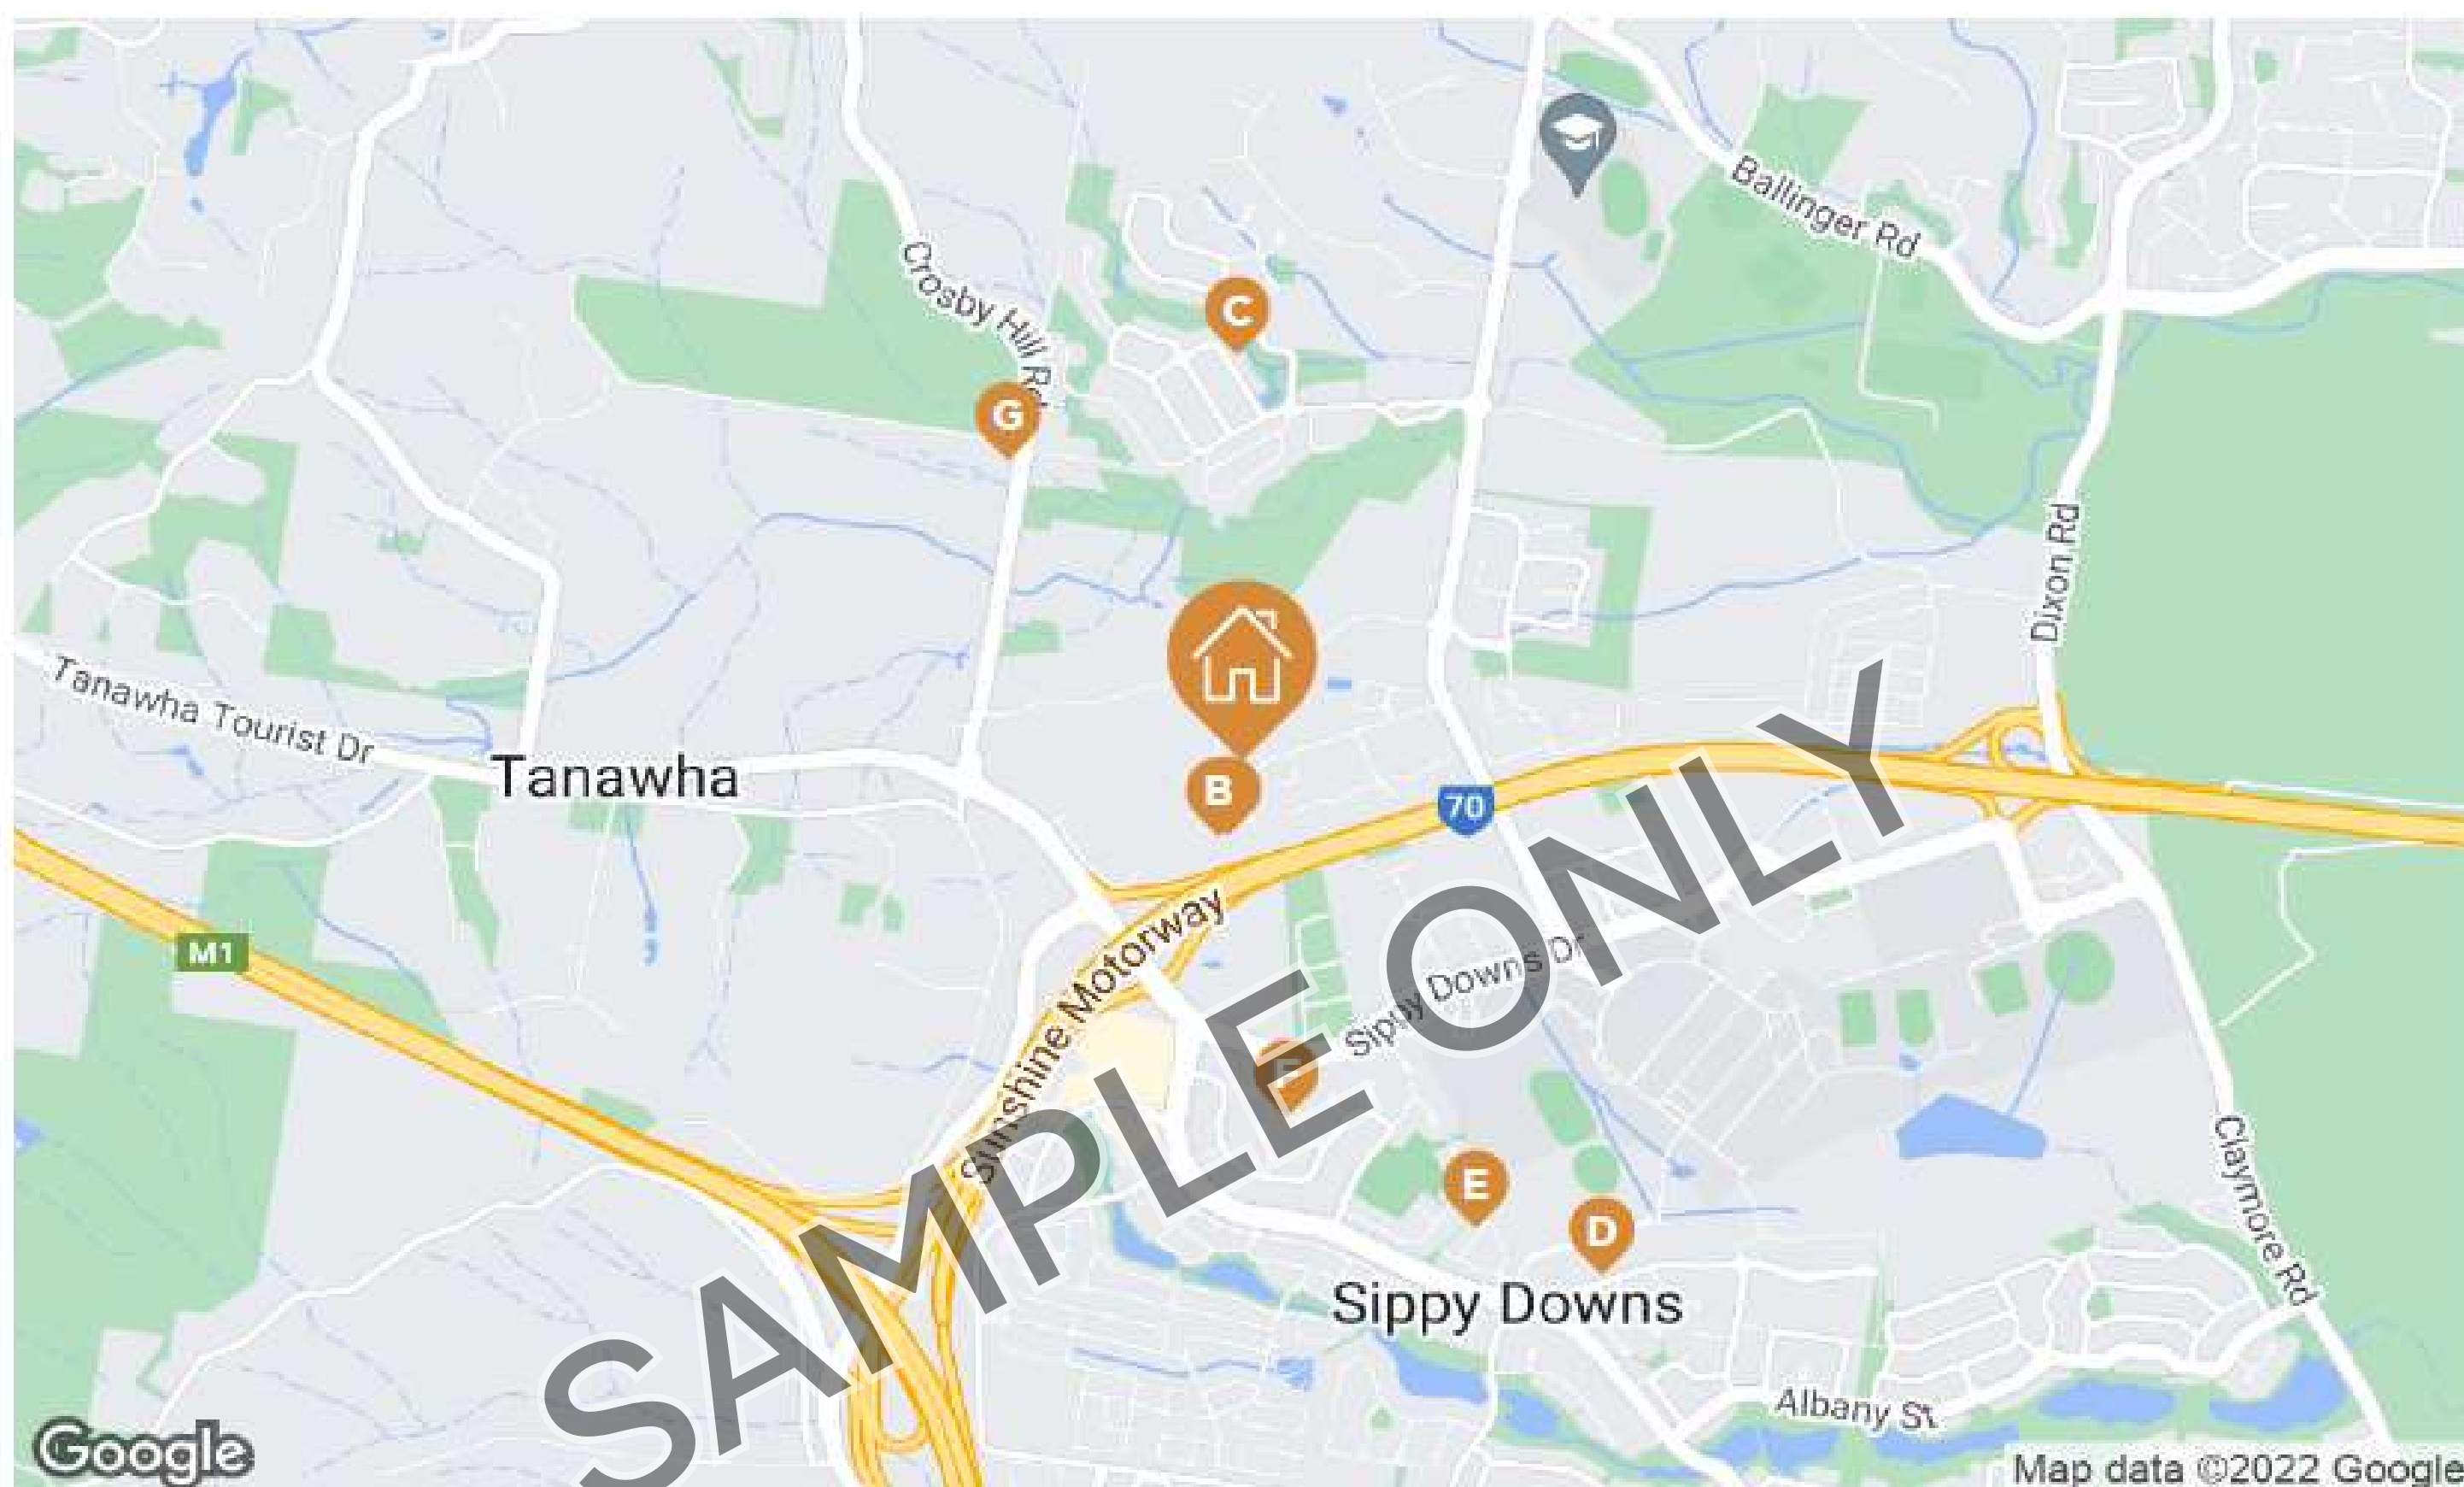 Ballinger Rd
Crosby Hill Rd
C
G
Dixon Rd
Tanawha Tourist Dr
Tanawha
B
70
M1
Sunshine Motorway
Sippy Downs Dr
F
E
D
Sippy Downs
Claymore Rd
Albany St
SAMPLE ONLY
Google
Map data ©2022 Google